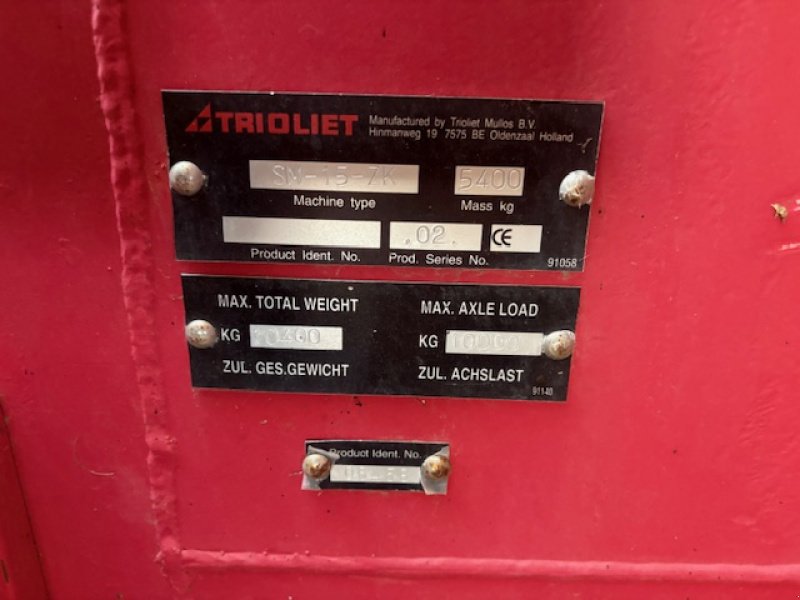 TRIOLIET
Manufactured by Trioliet Mullos B.V.
Hinmanweg 19 7575 BE Oldenzaal Holland
SM-15-ZK 5400
Machine type Mass kg
.02. CE
Product Ident. No. Prod. Series No. 91058
MAX. TOTAL WEIGHT MAX. AXLE LOAD
KG 10400 KG
ZUL. GES.GEWICHT ZUL. ACHSLAST
91140
Product Ident. No.